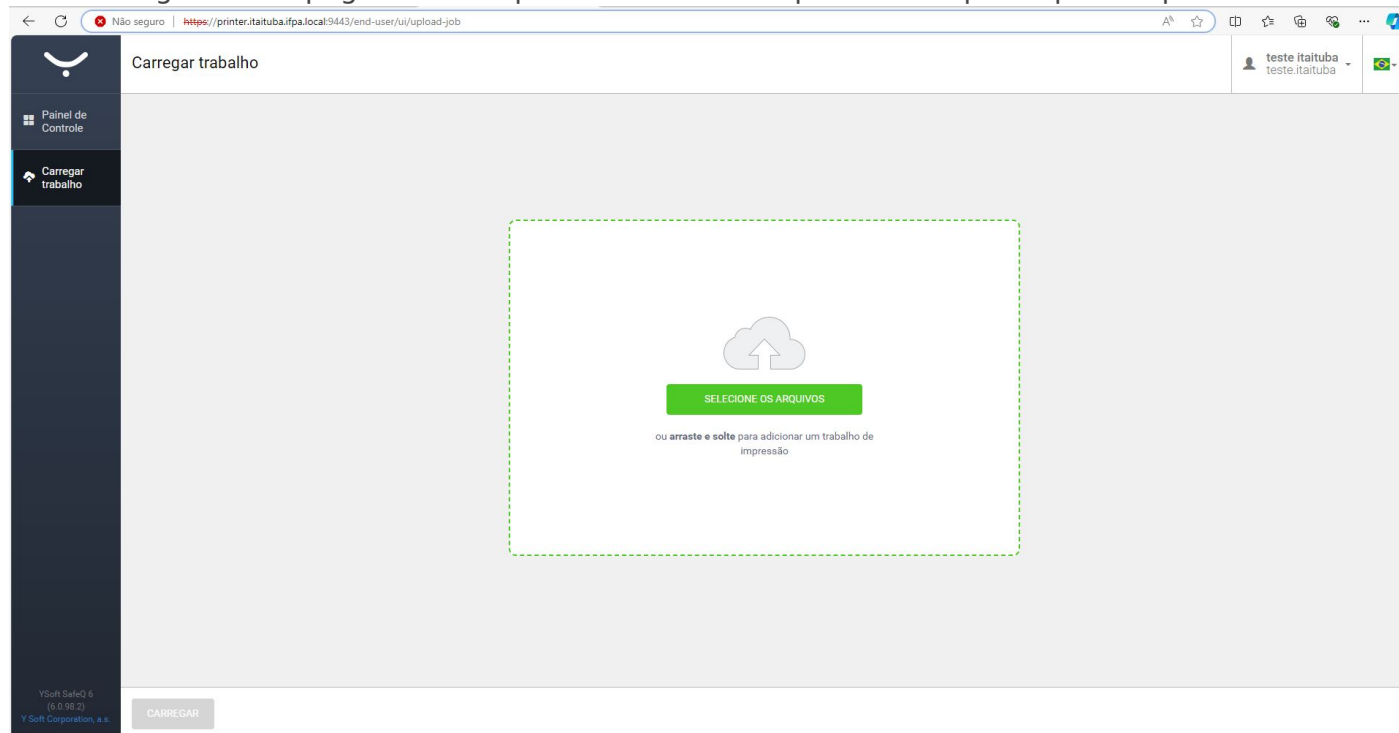 Não seguro | https://printer.itaituba.ifpa.local:9443/end-user/ui/upload-job
Carregar trabalho
teste itaituba
teste.itaituba
Painel de
Controle
Carregar
trabalho
SELECIONE OS ARQUIVOS
ou arraste e solte para adicionar um trabalho de
impressão
YSoft SafeQ 6
(6.0.98.2)
Y Soft Corporation, a.s.
CARREGAR